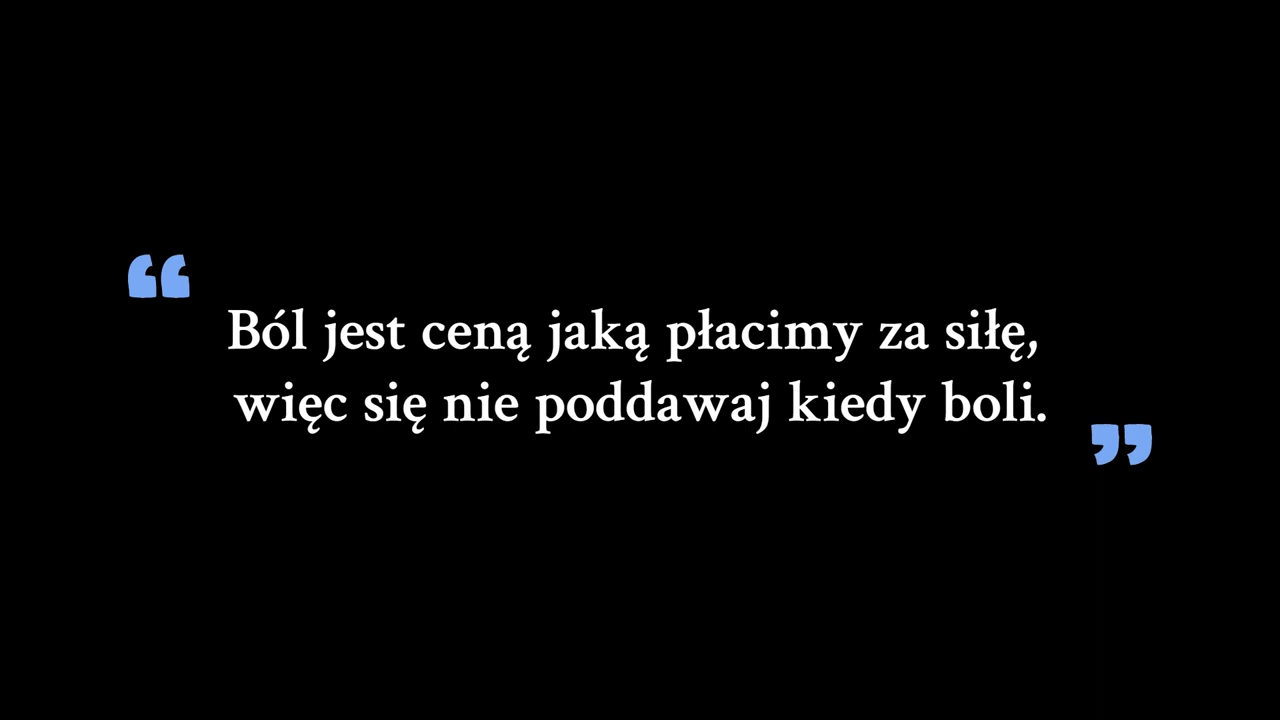 “Ból jest ceną jaką płacimy za siłę,
więc się nie poddawaj kiedy boli.”